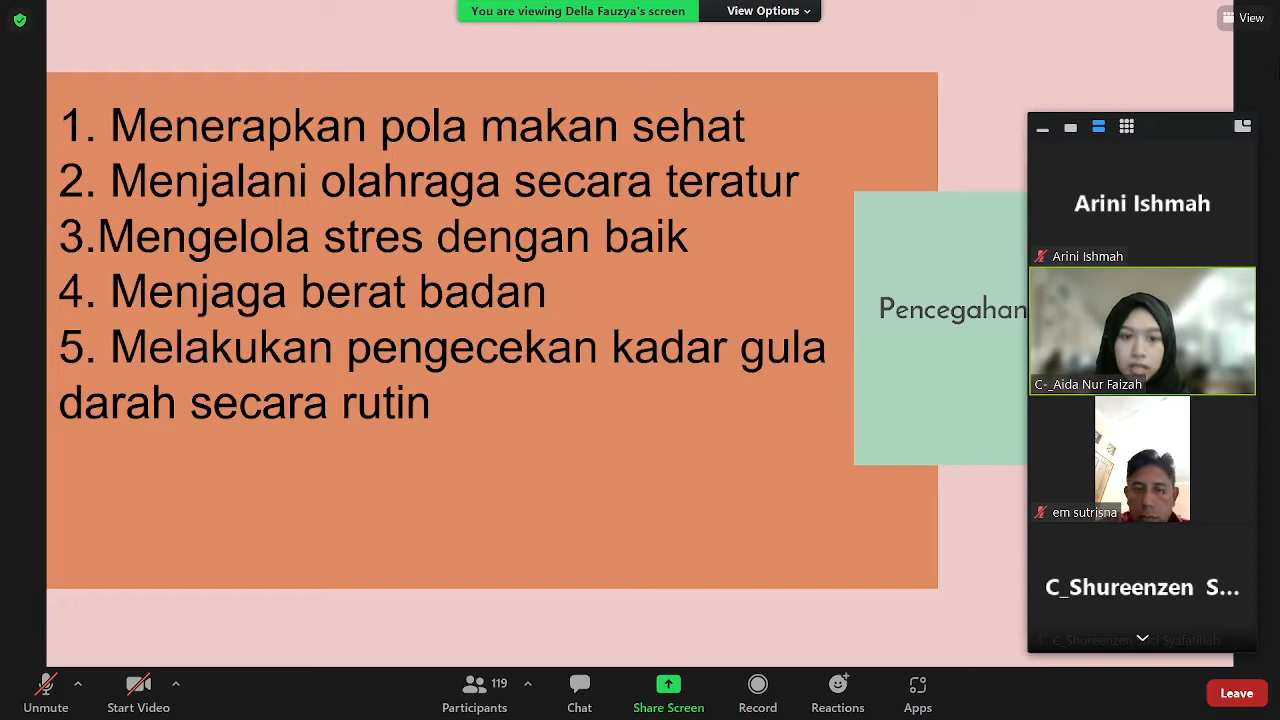 You are viewing Della Fauzya's screen
View Options
View
1. Menerapkan pola makan sehat
2. Menjalani olahraga secara teratur
3.Mengelola stres dengan baik
4. Menjaga berat badan
5. Melakukan pengecekan kadar gula
darah secara rutin
Pencegahan
Arini Ishmah
Arini Ishmah
C-_Aida Nur Faizah
em sutrisna
C_Shureenzen S...
C_Shureenzen Suci Syafatillah
Unmute
Start Video
119
Participants
Chat
Share Screen
Record
Reactions
Apps
Leave